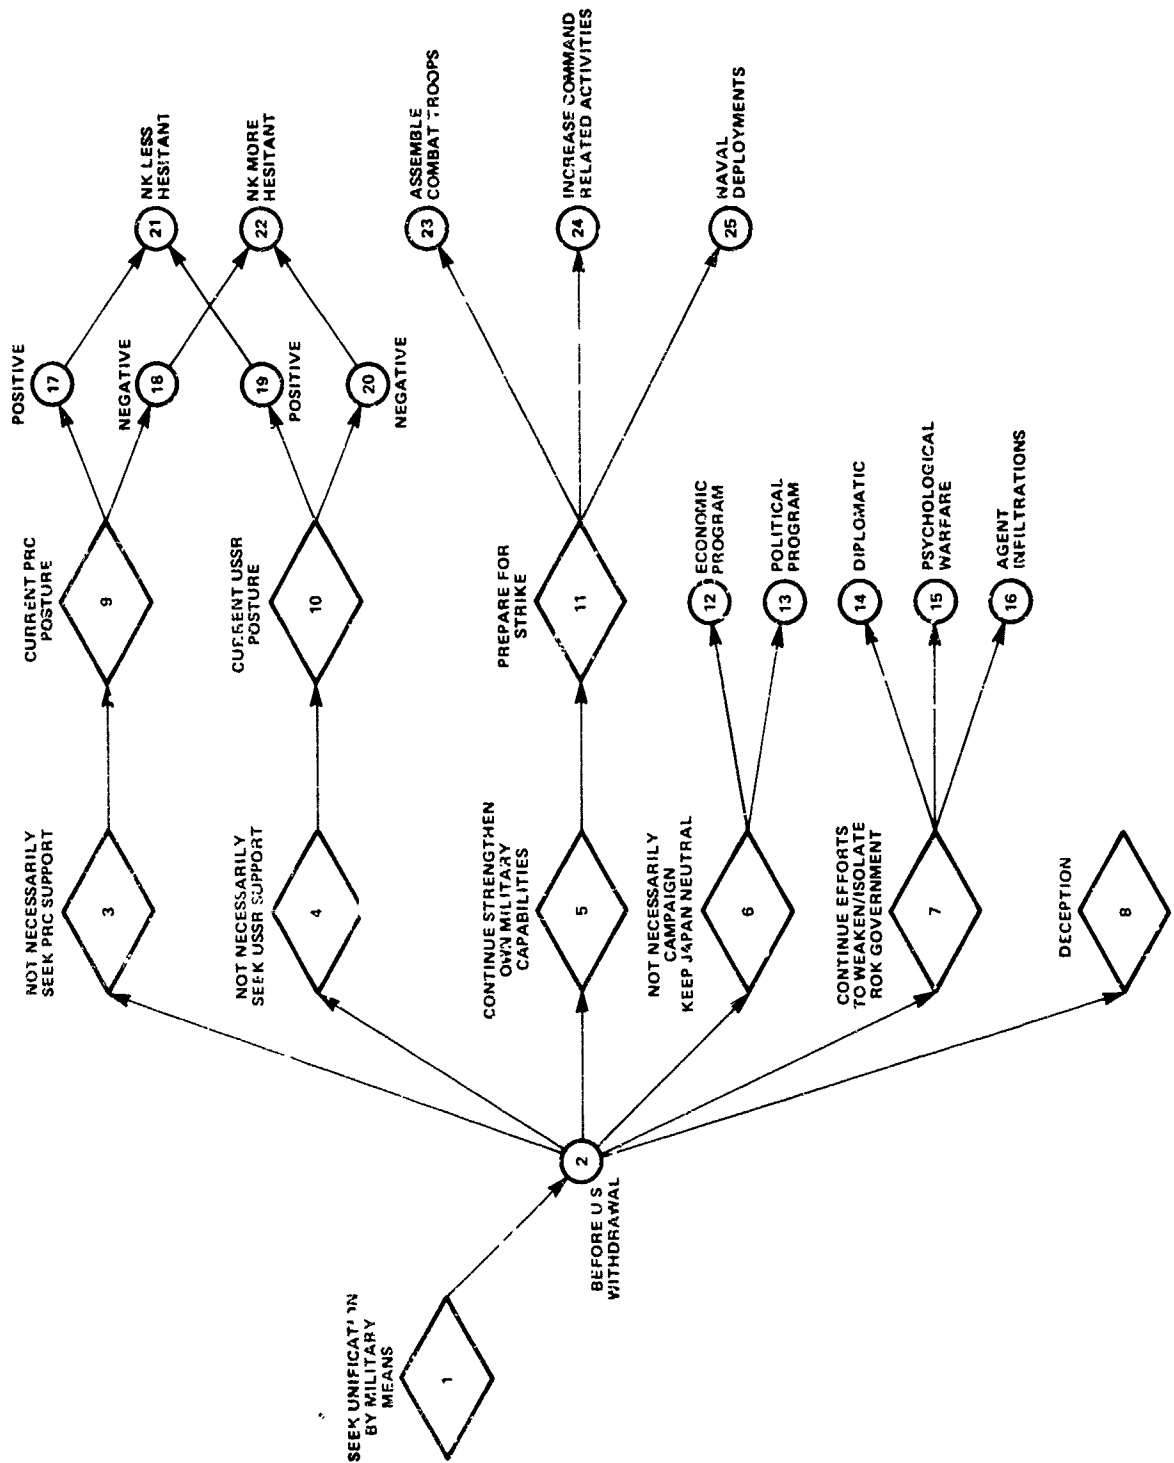 SEEK UNIFICATION
BY MILITARY
MEANS
1
BEFORE U S
WITHDRAWAL
2
NOT NECESSARILY
SEEK PRC SUPPORT
3
NOT NECESSARILY
SEEK USSR SUPPORT
4
CONTINUE STRENGTHEN
OWN MILITARY
CAPABILITIES
5
NOT NECESSARILY
CAMPAIGN
KEEP JAPAN NEUTRAL
6
CONTINUE EFFORTS
TO WEAKEN/ISOLATE
ROK GOVERNMENT
7
DECEPTION
8
CURRENT PRC
POSTURE
9
CURRENT USSR
POSTURE
10
PREPARE FOR
STRIKE
11
12
ECONOMIC
PROGRAM
13
POLITICAL
PROGRAM
14
DIPLOMATIC
15
PSYCHOLOGICAL
WARFARE
16
AGENT
INFILTRATIONS
POSITIVE
17
NEGATIVE
18
19
POSITIVE
20
NEGATIVE
21
NK LESS
HESITANT
22
NK MORE
HESITANT
23
ASSEMBLE
COMBAT TROOPS
24
INCREASE COMMAND
RELATED ACTIVITIES
25
NAVAL
DEPLOYMENTS